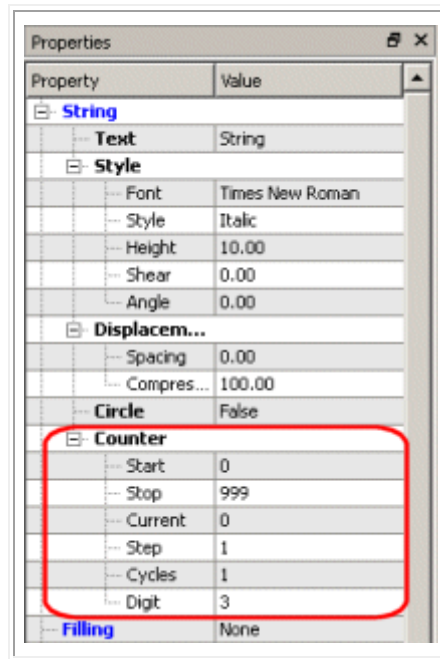 Properties
Property Value
String
Text String
Style
Font Times New Roman
Style Italic
Height 10.00
Shear 0.00
Angle 0.00
Displacem...
Spacing 0.00
Compres... 100.00
Circle False
Counter
Start 0
Stop 999
Current 0
Step 1
Cycles 1
Digit 3
Filling None